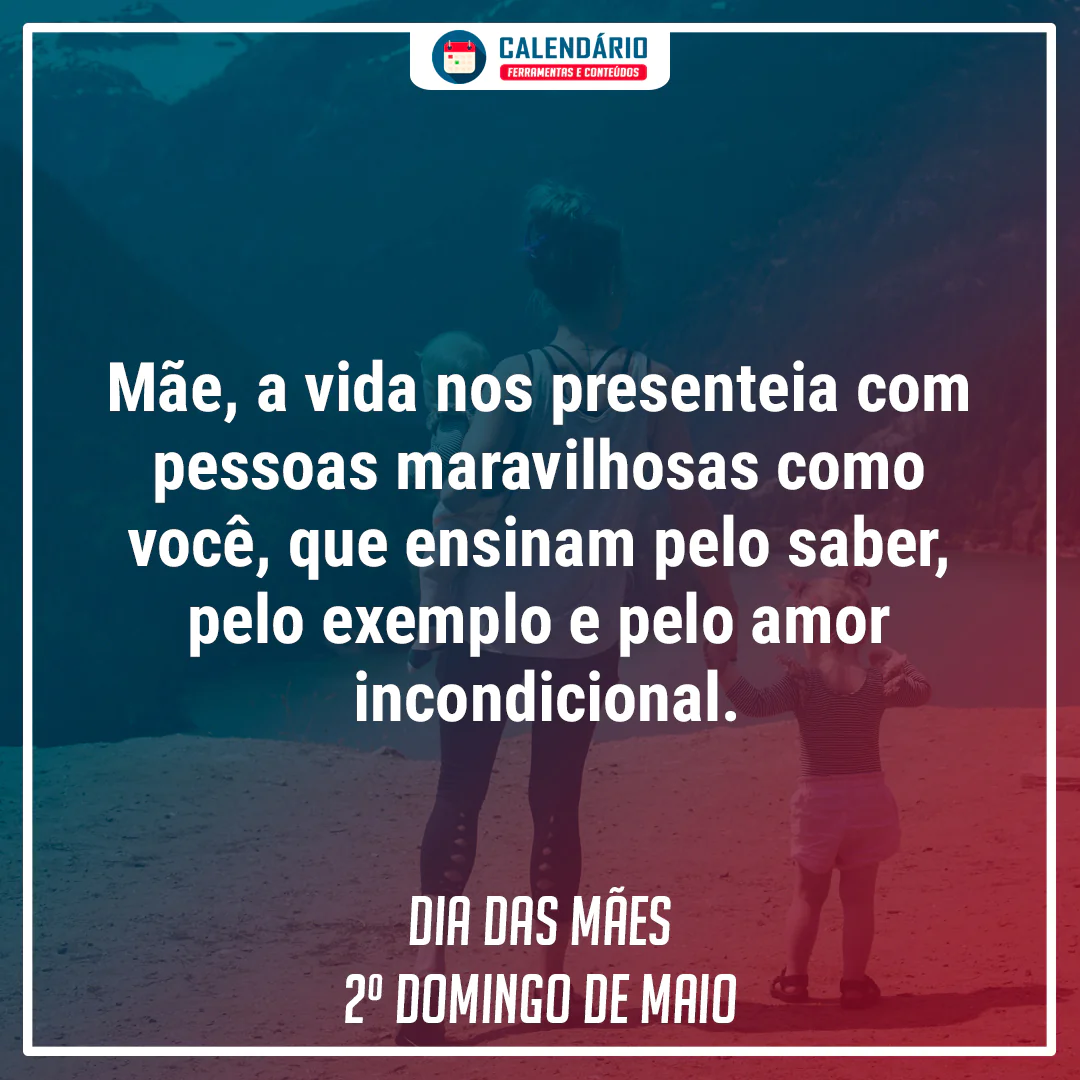 CALENDÁRIO
FERRAMENTAS E CONTEÚDOS
Mãe, a vida nos presenteia com
pessoas maravilhosas como
você, que ensinam pelo saber,
pelo exemplo e pelo amor
incondicional.
DIA DAS MÃES
2º DOMINGO DE MAIO